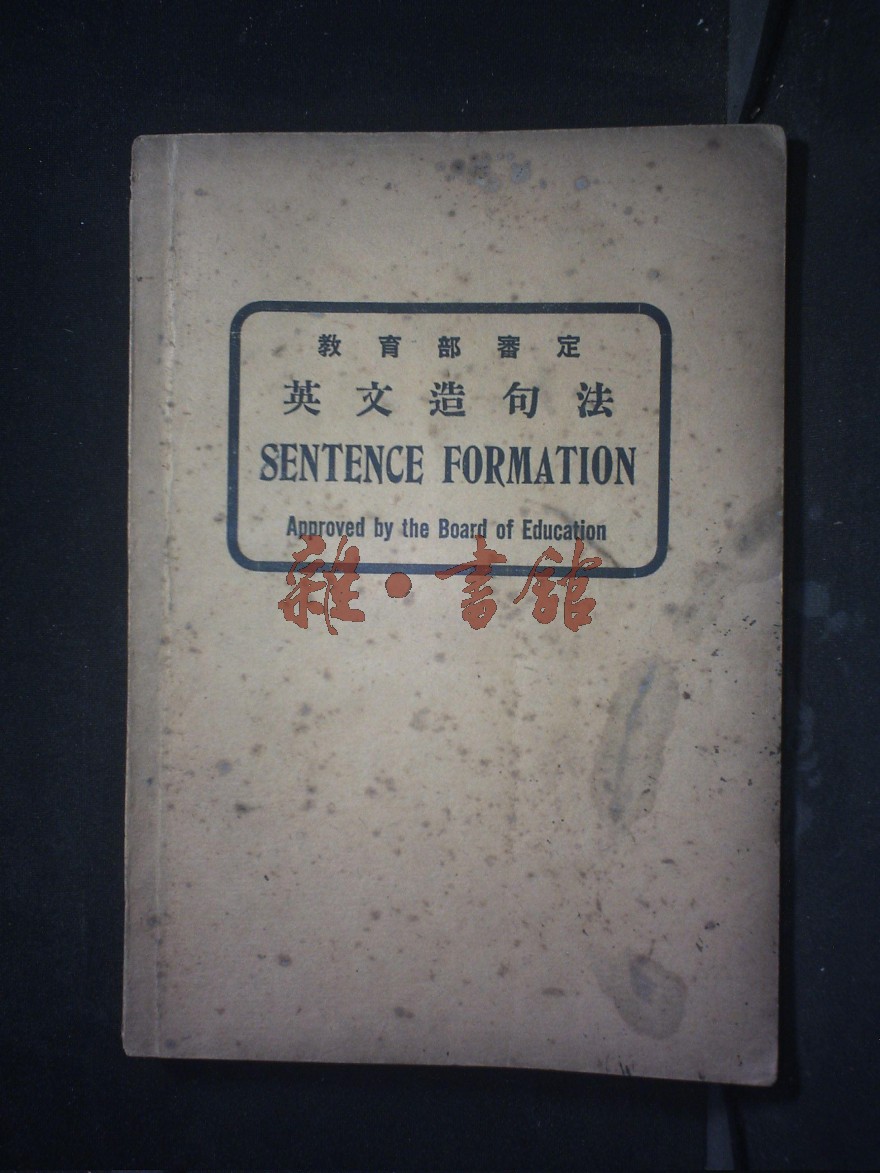 教育部審定
英文造句法
SENTENCE FORMATION
Approved by the Board of Education
雜·書館